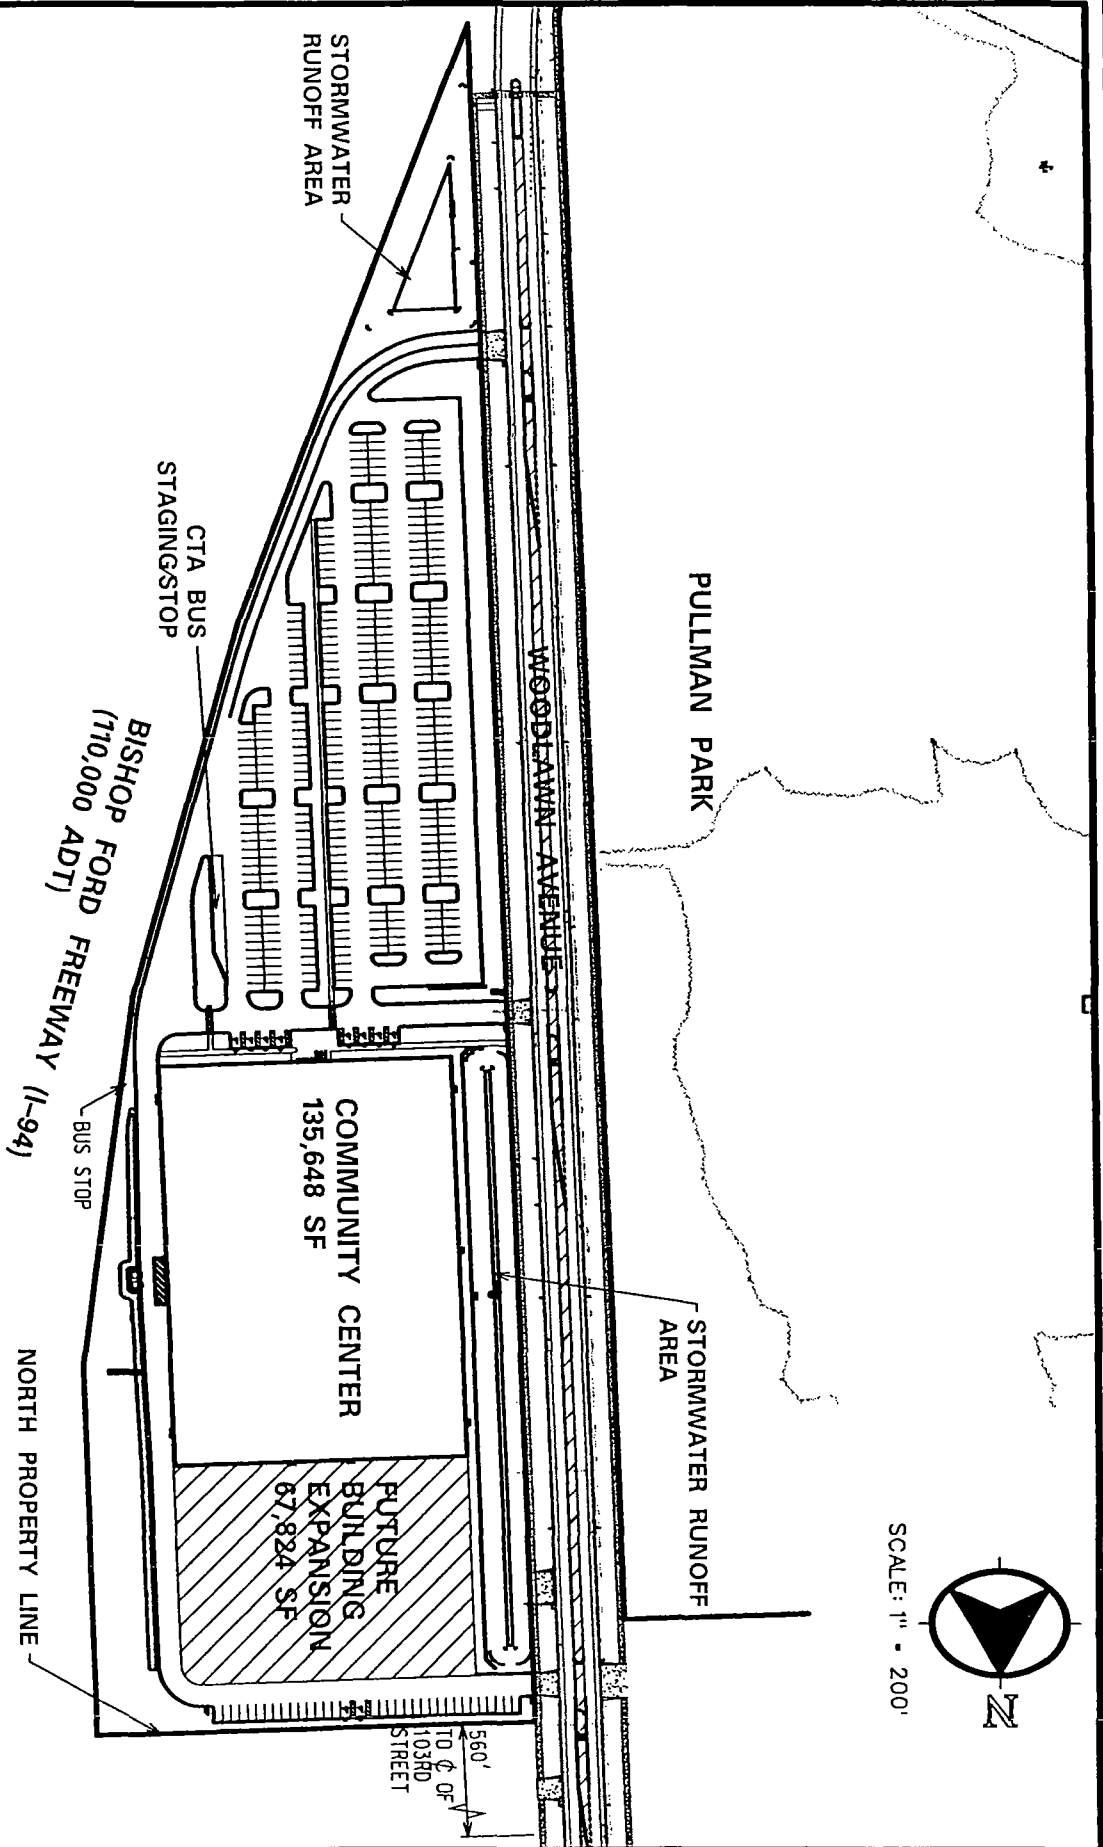 STORMWATER
RUNOFF AREA
PULLMAN PARK
SCALE: 1" = 200'
N
WOODLAWN AVENUE
CTA BUS
STAGING/STOP
STORMWATER RUNOFF
AREA
BISHOP FORD FREEWAY (I-94)
(110,000 ADT)
BUS STOP
COMMUNITY CENTER
135,648 SF
FUTURE
BUILDING
EXPANSION
67,824 SF
560'
TO ℄ OF
103RD
STREET
NORTH PROPERTY LINE